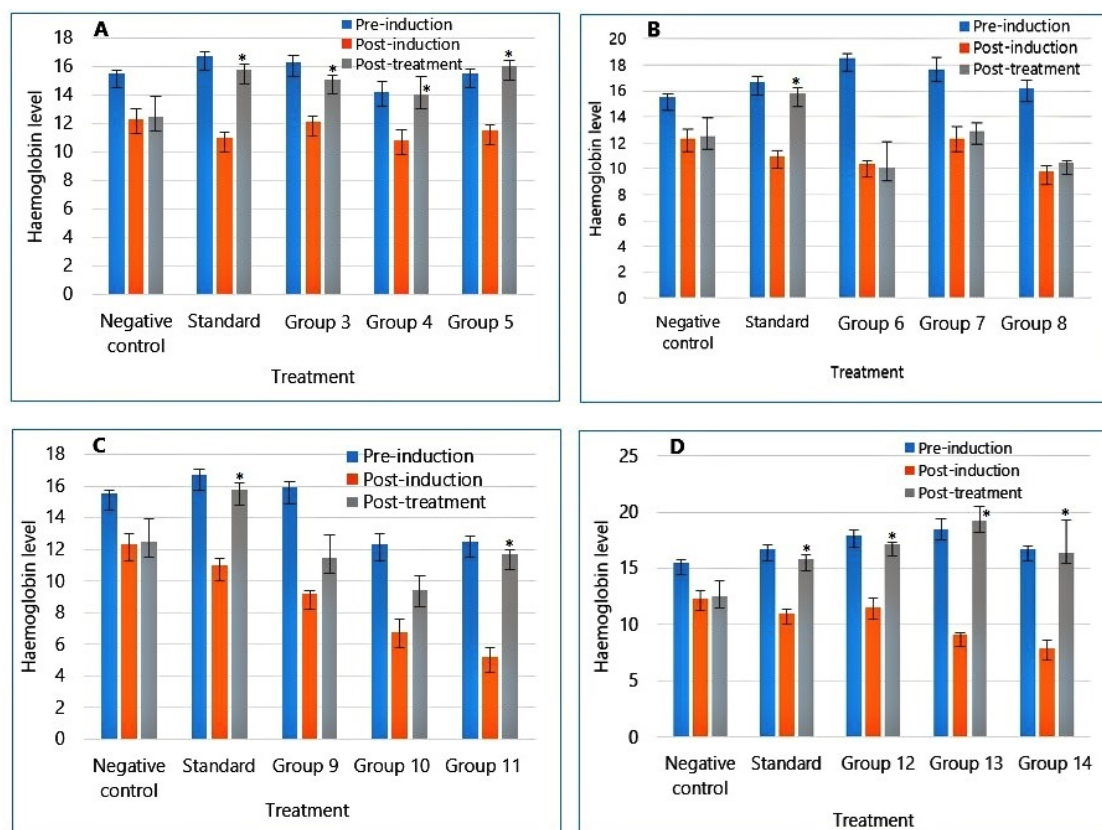 A
Pre-induction
Post-induction
Post-treatment
18
16
14
12
10
8
6
4
2
0
Haemoglobin level
* * * *
Negative control
Standard
Group 3
Group 4
Group 5
Treatment
B
Pre-induction
Post-induction
Post-treatment
20
18
16
14
12
10
8
6
4
2
0
Haemoglobin level
*
Negative control
Standard
Group 6
Group 7
Group 8
Treatment
C
Pre-induction
Post-induction
Post-treatment
18
16
14
12
10
8
6
4
2
0
Haemoglobin level
* *
Negative control
Standard
Group 9
Group 10
Group 11
Treatment
D
Pre-induction
Post-induction
Post-treatment
25
20
15
10
5
0
Haemoglobin level
* * * *
Negative control
Standard
Group 12
Group 13
Group 14
Treatment